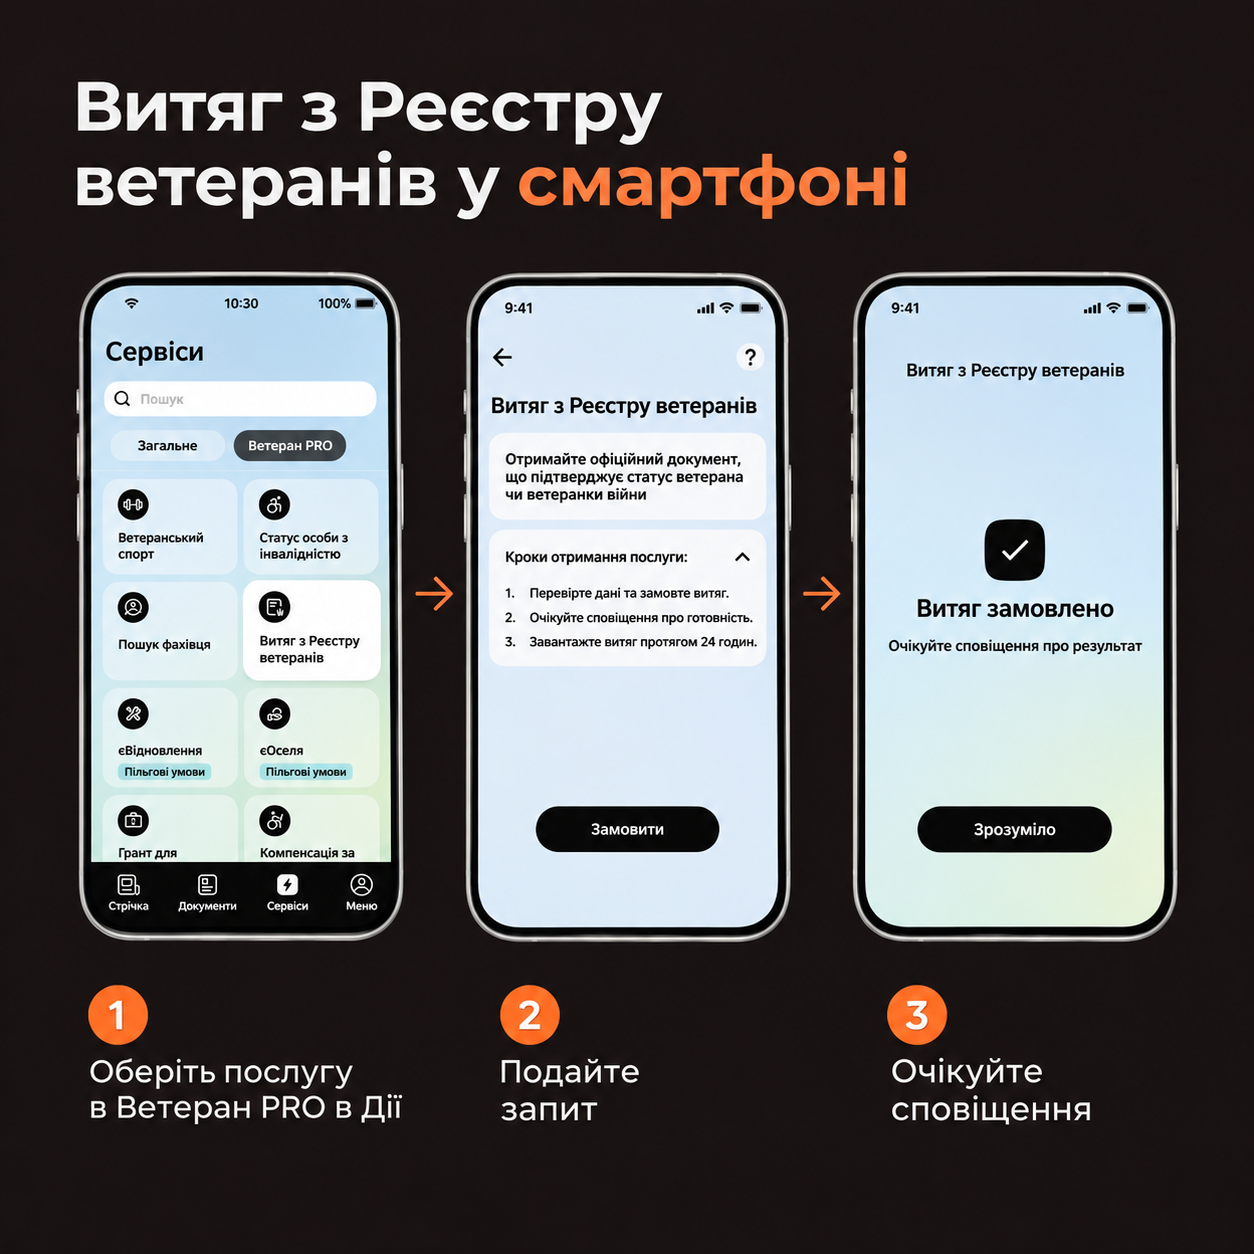 Витяг з Реєстру
ветеранів у смартфоні
10:30
100%
Сервіси
Пошук
Загальне
Ветеран PRO
Ветеранський
спорт
Статус особи з
інвалідністю
Пошук фахівця
Витяг з Реєстру
ветеранів
єВідновлення
Пільгові умови
єОселя
Пільгові умови
Грант для
Компенсація за
Стрічка
Документи
Сервіси
Меню
9:41
?
Витяг з Реєстру ветеранів
Отримайте офіційний документ,
що підтверджує статус ветерана
чи ветеранки війни
Кроки отримання послуги:
1. Перевірте дані та замовте витяг.
2. Очікуйте сповіщення про готовність.
3. Завантажте витяг протягом 24 годин.
Замовити
9:41
Витяг з Реєстру ветеранів
Витяг замовлено
Очікуйте сповіщення про результат
Зрозуміло
1
Оберіть послугу
в Ветеран PRO в Дії
2
Подайте
запит
3
Очікуйте
сповіщення